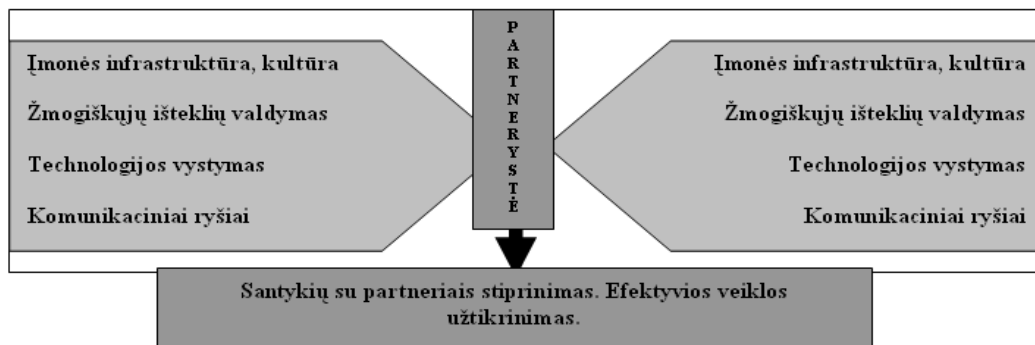 PARTNERYSTĖ
Įmonės infrastruktūra, kultūra
Žmogiškųjų išteklių valdymas
Technologijos vystymas
Komunikaciniai ryšiai
Įmonės infrastruktūra, kultūra
Žmogiškųjų išteklių valdymas
Technologijos vystymas
Komunikaciniai ryšiai
Santykių su partneriais stiprinimas. Efektyvios veiklos
užtikrinimas.